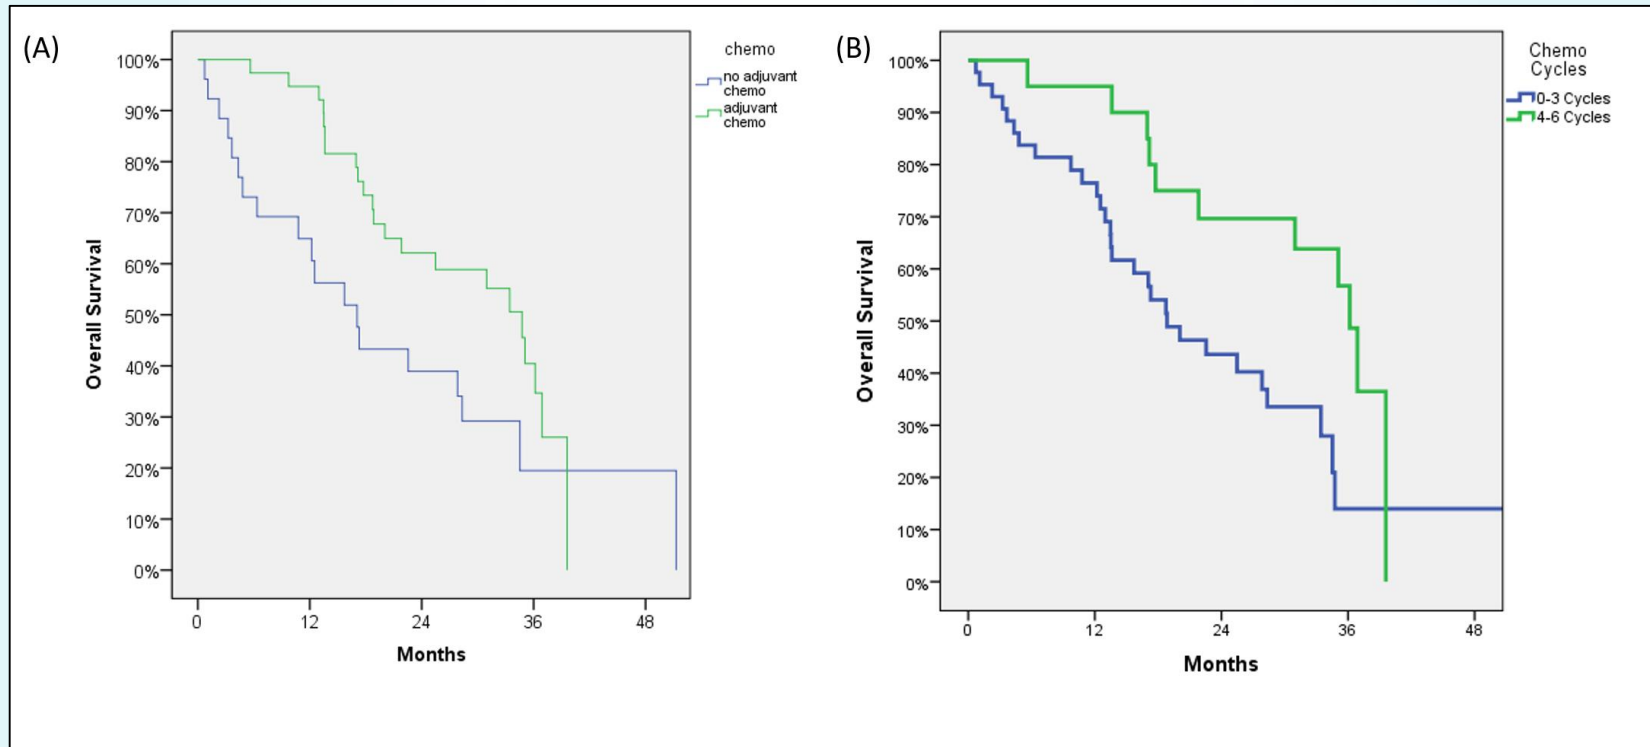 (A)
chemo
no adjuvant
chemo
adjuvant
chemo
100%
90%
80%
70%
60%
50%
40%
30%
20%
10%
0%
Overall Survival
0 12 24 36 48
Months
(B)
Chemo
Cycles
0-3 Cycles
4-6 Cycles
100%
90%
80%
70%
60%
50%
40%
30%
20%
10%
0%
Overall Survival
0 12 24 36 48
Months